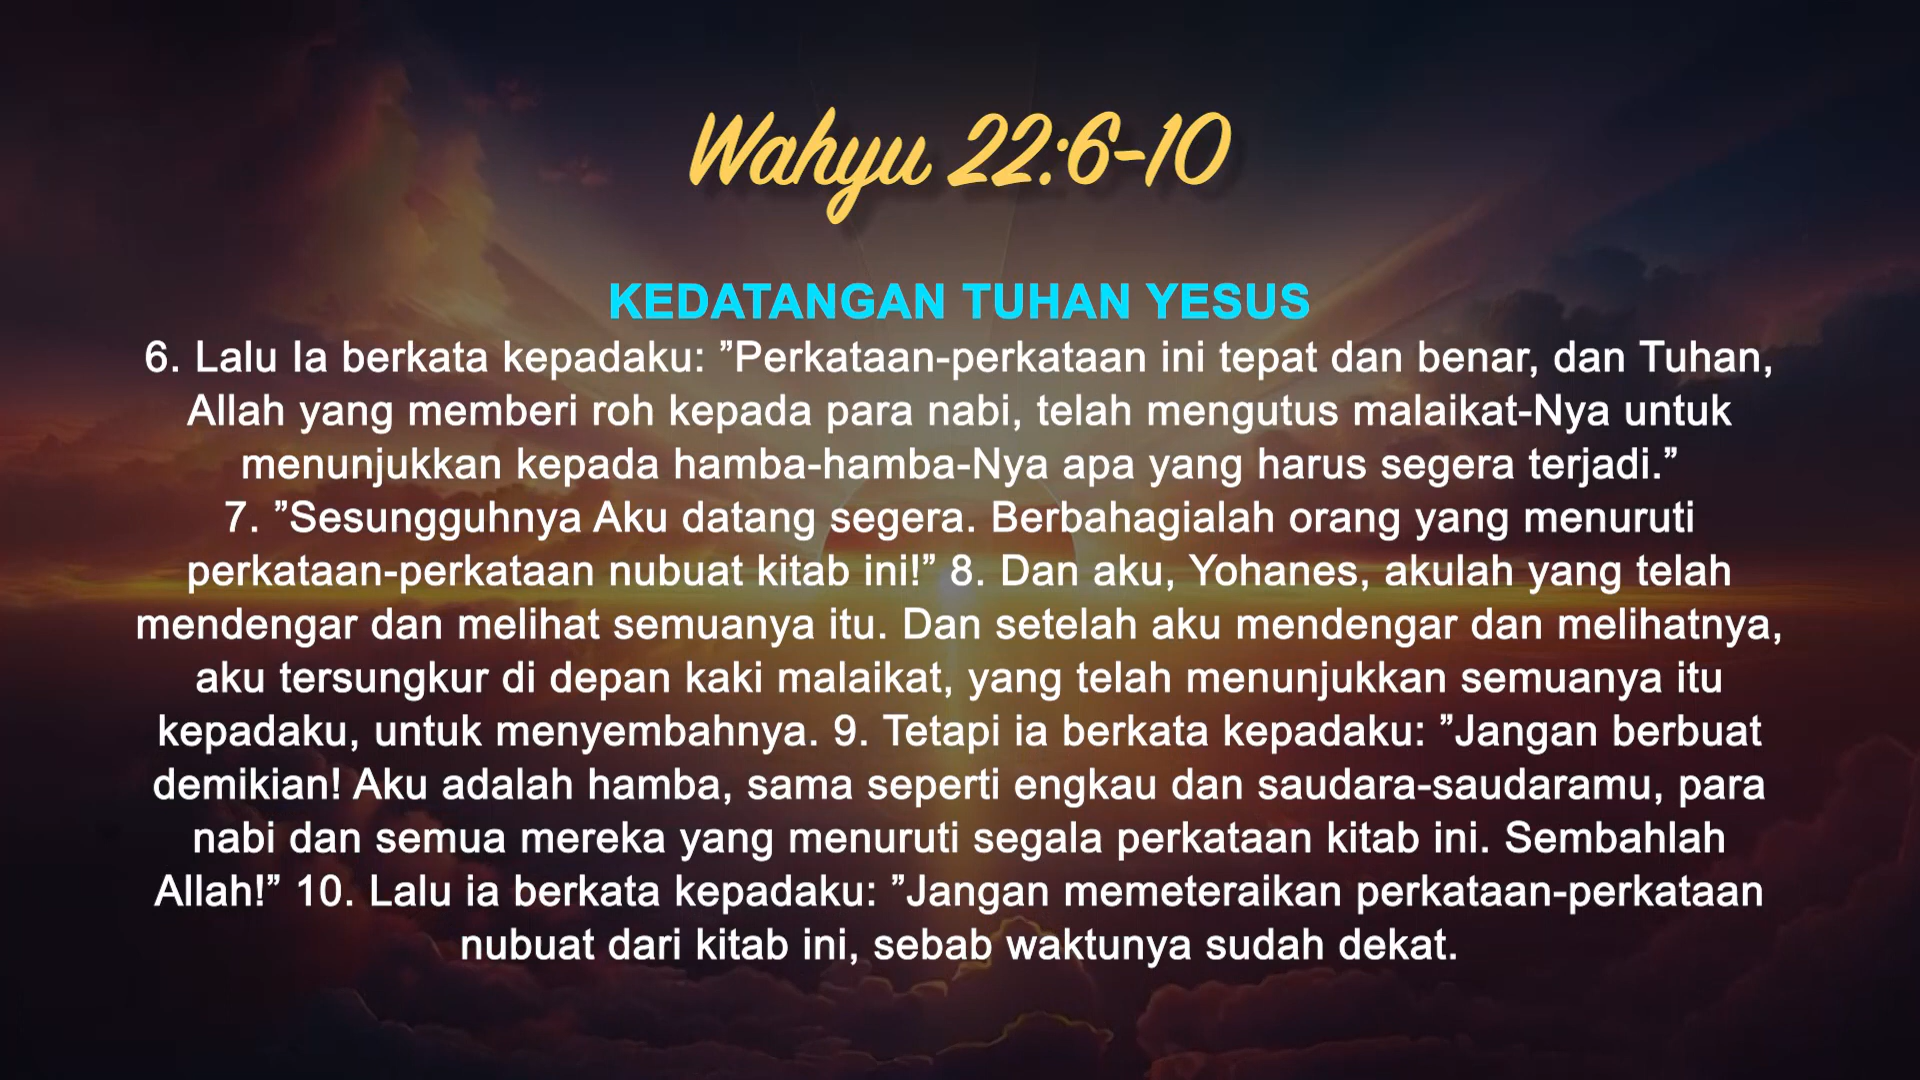 Wahyu 22:6-10
KEDATANGAN TUHAN YESUS
6. Lalu Ia berkata kepadaku: ”Perkataan-perkataan ini tepat dan benar, dan Tuhan,
Allah yang memberi roh kepada para nabi, telah mengutus malaikat-Nya untuk
menunjukkan kepada hamba-hamba-Nya apa yang harus segera terjadi.”
7. ”Sesungguhnya Aku datang segera. Berbahagialah orang yang menuruti
perkataan-perkataan nubuat kitab ini!” 8. Dan aku, Yohanes, akulah yang telah
mendengar dan melihat semuanya itu. Dan setelah aku mendengar dan melihatnya,
aku tersungkur di depan kaki malaikat, yang telah menunjukkan semuanya itu
kepadaku, untuk menyembahnya. 9. Tetapi ia berkata kepadaku: ”Jangan berbuat
demikian! Aku adalah hamba, sama seperti engkau dan saudara-saudaramu, para
nabi dan semua mereka yang menuruti segala perkataan kitab ini. Sembahlah
Allah!” 10. Lalu ia berkata kepadaku: ”Jangan memeteraikan perkataan-perkataan
nubuat dari kitab ini, sebab waktunya sudah dekat.